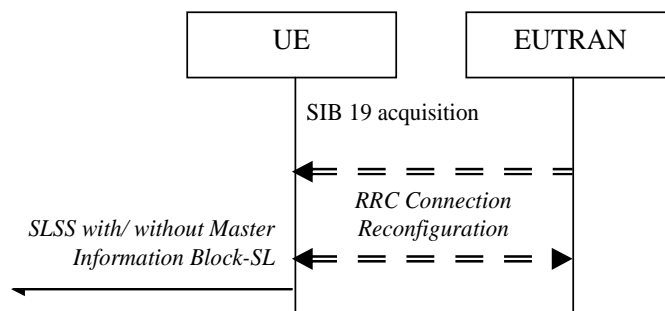 UE
EUTRAN
SIB 19 acquisition
RRC Connection
Reconfiguration
SLSS with/ without Master
Information Block-SL